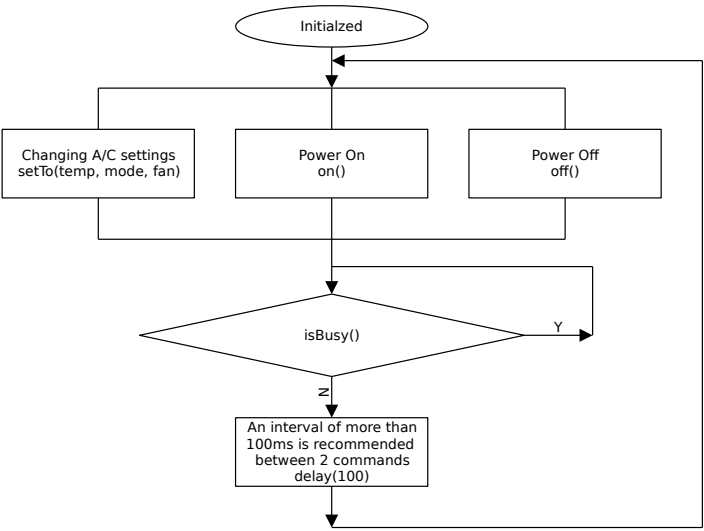 Initialzed
Changing A/C settings
setTo(temp, mode, fan)
Power On
on()
Power Off
off()
isBusy()
Y
N
An interval of more than
100ms is recommended
between 2 commands
delay(100)